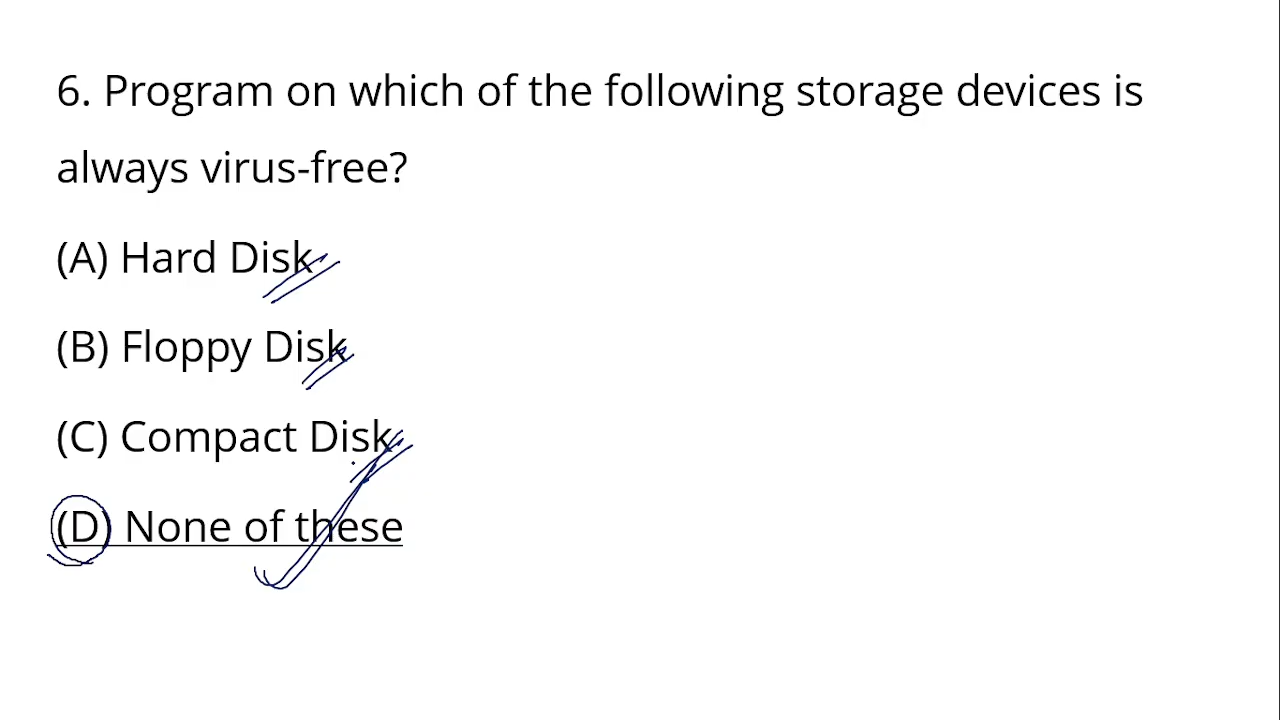 6. Program on which of the following storage devices is
always virus-free?
(A) Hard Disk
(B) Floppy Disk
(C) Compact Disk
(D) None of these